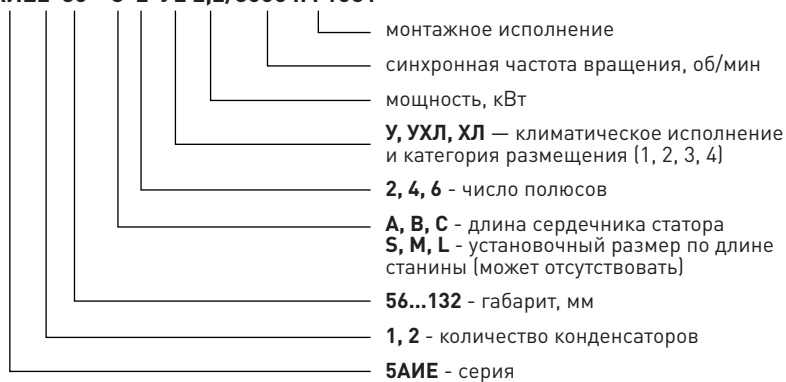 монтажное исполнение
синхронная частота вращения, об/мин
мощность, кВт
У, УХЛ, ХЛ — климатическое исполнение
и категория размещения (1, 2, 3, 4)
2, 4, 6 - число полюсов
А, В, С - длина сердечника статора
S, M, L - установочный размер по длине
станины (может отсутствовать)
56...132 - габарит, мм
1, 2 - количество конденсаторов
5АИЕ - серия